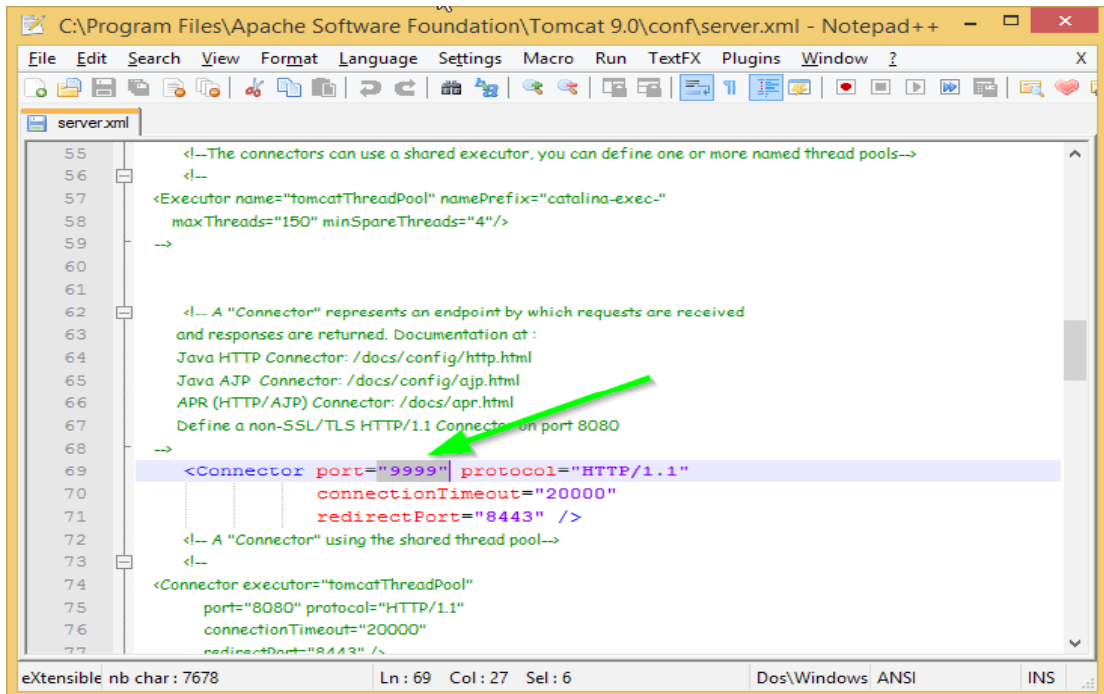 C:\Program Files\Apache Software Foundation\Tomcat 9.0\conf\server.xml - Notepad++
File Edit Search View Format Language Settings Macro Run TextFX Plugins Window ? X
server.xml
55 <!--The connectors can use a shared executor, you can define one or more named thread pools-->
56 <!--
57 <Executor name="tomcatThreadPool" namePrefix="catalina-exec-"
58 maxThreads="150" minSpareThreads="4"/>
59 -->
60
61
62 <!-- A "Connector" represents an endpoint by which requests are received
63 and responses are returned. Documentation at :
64 Java HTTP Connector: /docs/config/http.html
65 Java AJP Connector: /docs/config/ajp.html
66 APR (HTTP/AJP) Connector: /docs/apr.html
67 Define a non-SSL/TLS HTTP/1.1 Connector on port 8080
68 -->
69 <Connector port="9999" protocol="HTTP/1.1"
70 connectionTimeout="20000"
71 redirectPort="8443" />
72 <!-- A "Connector" using the shared thread pool-->
73 <!--
74 <Connector executor="tomcatThreadPool"
75 port="8080" protocol="HTTP/1.1"
76 connectionTimeout="20000"
77 redirectPort="8443" />
eXtensible nb char : 7678 Ln : 69 Col : 27 Sel : 6 Dos\Windows ANSI INS